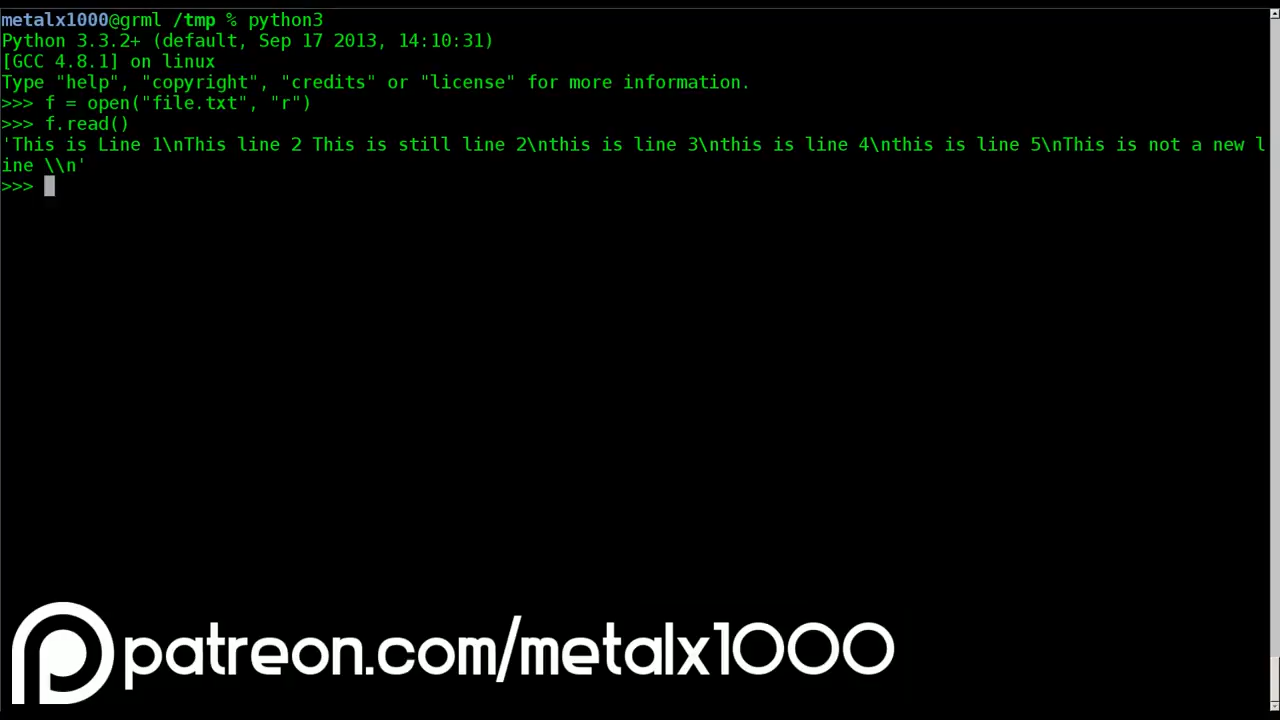 metalx1000@grml /tmp % python3
Python 3.3.2+ (default, Sep 17 2013, 14:10:31)
[GCC 4.8.1] on linux
Type "help", "copyright", "credits" or "license" for more information.
>>> f = open("file.txt", "r")
>>> f.read()
'This is Line 1\nThis line 2 This is still line 2\nthis is line 3\nthis is line 4\nthis is line 5\nThis is not a new l
ine \\n'
>>>
patreon.com/metalx1000